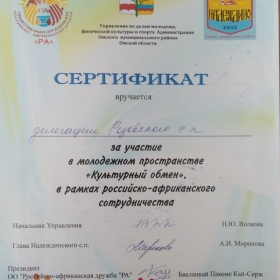 "РА"
Управление по делам молодежи,
физической культуры и спорта Администрации
Омского муниципального района
Омской области
НАДЕЖДИНО
СЕРТИФИКАТ
вручается
делегации
за участие
в молодежном пространстве
«Культурный обмен»,
в рамках российско-африканского
сотрудничества
Начальник Управления Н.Ю. Волкова
Глава Надеждинского с.п. А.И. Миронова
Президент
ОО "Российско-африканская дружба "РА"